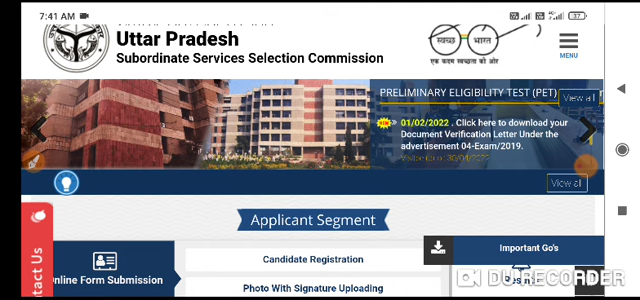 7:41 AM
37
Uttar Pradesh
Subordinate Services Selection Commission
स्वच्छ भारत
एक कदम स्वच्छता की ओर
MENU
PRELIMINARY ELIGIBILITY TEST (PET)
View all
NEW
01/02/2022 . Click here to download your
Document Verification Letter Under the
advertisement 04-Exam/2019.
View all
Applicant Segment
Contact Us
Online Form Submission
Candidate Registration
Photo With Signature Uploading
Important Go's
DU RECORDER